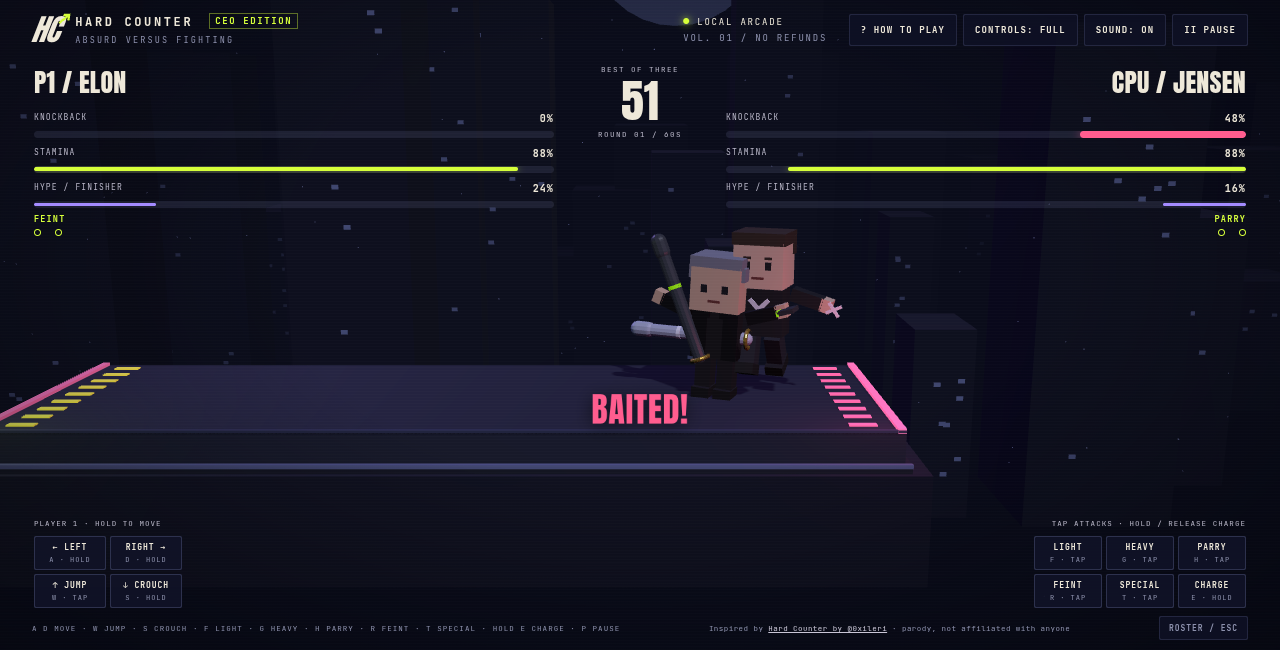 HC HARD COUNTER CEO EDITION
ABSURD VERSUS FIGHTING
LOCAL ARCADE
VOL. 01 / NO REFUNDS
? HOW TO PLAY
CONTROLS: FULL
SOUND: ON
II PAUSE
P1 / ELON
KNOCKBACK 0%
STAMINA 88%
HYPE / FINISHER 24%
FEINT
BEST OF THREE
51
ROUND 01 / 60S
CPU / JENSEN
KNOCKBACK 48%
STAMINA 88%
HYPE / FINISHER 16%
PARRY
BAITED!
PLAYER 1 · HOLD TO MOVE
← LEFT
A · HOLD
RIGHT →
D · HOLD
↑ JUMP
W · TAP
↓ CROUCH
S · HOLD
TAP ATTACKS · HOLD / RELEASE CHARGE
LIGHT
F · TAP
HEAVY
G · TAP
PARRY
H · TAP
FEINT
R · TAP
SPECIAL
T · TAP
CHARGE
E · HOLD
A D MOVE · W JUMP · S CROUCH · F LIGHT · G HEAVY · H PARRY · R FEINT · T SPECIAL · HOLD E CHARGE · P PAUSE
Inspired by Hard Counter by @0xileri · parody, not affiliated with anyone
ROSTER / ESC